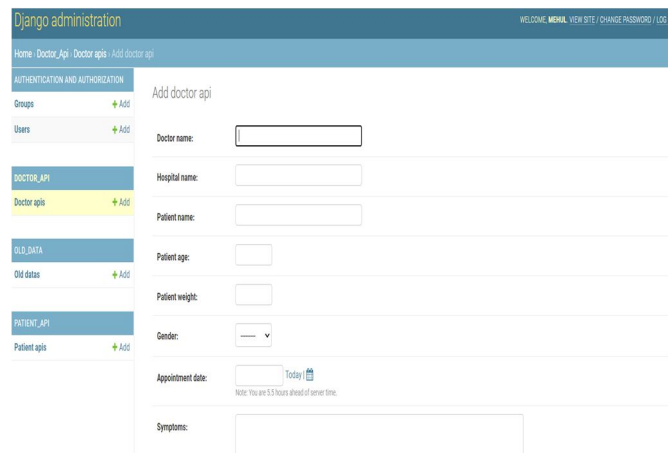 Django administration
WELCOME, MEHUL. VIEW SITE / CHANGE PASSWORD / LOG
Home › Doctor_Api › Doctor apis › Add doctor api
AUTHENTICATION AND AUTHORIZATION
Groups + Add
Users + Add
DOCTOR_API
Doctor apis + Add
OLD_DATA
Old datas + Add
PATIENT_API
Patient apis + Add
Add doctor api
Doctor name:
Hospital name:
Patient name:
Patient age:
Patient weight:
Gender: ------
Appointment date: Today |
Note: You are 5.5 hours ahead of server time.
Symptoms: